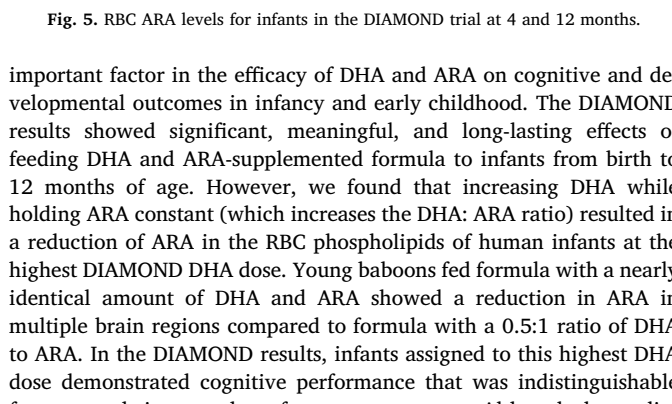 Fig. 5. RBC ARA levels for infants in the DIAMOND trial at 4 and 12 months.
important factor in the efficacy of DHA and ARA on cognitive and de
velopmental outcomes in infancy and early childhood. The DIAMOND
results showed significant, meaningful, and long-lasting effects o
feeding DHA and ARA-supplemented formula to infants from birth to
12 months of age. However, we found that increasing DHA while
holding ARA constant (which increases the DHA: ARA ratio) resulted in
a reduction of ARA in the RBC phospholipids of human infants at the
highest DIAMOND DHA dose. Young baboons fed formula with a nearly
identical amount of DHA and ARA showed a reduction in ARA in
multiple brain regions compared to formula with a 0.5:1 ratio of DHA
to ARA. In the DIAMOND results, infants assigned to this highest DHA
dose demonstrated cognitive performance that was indistinguishable